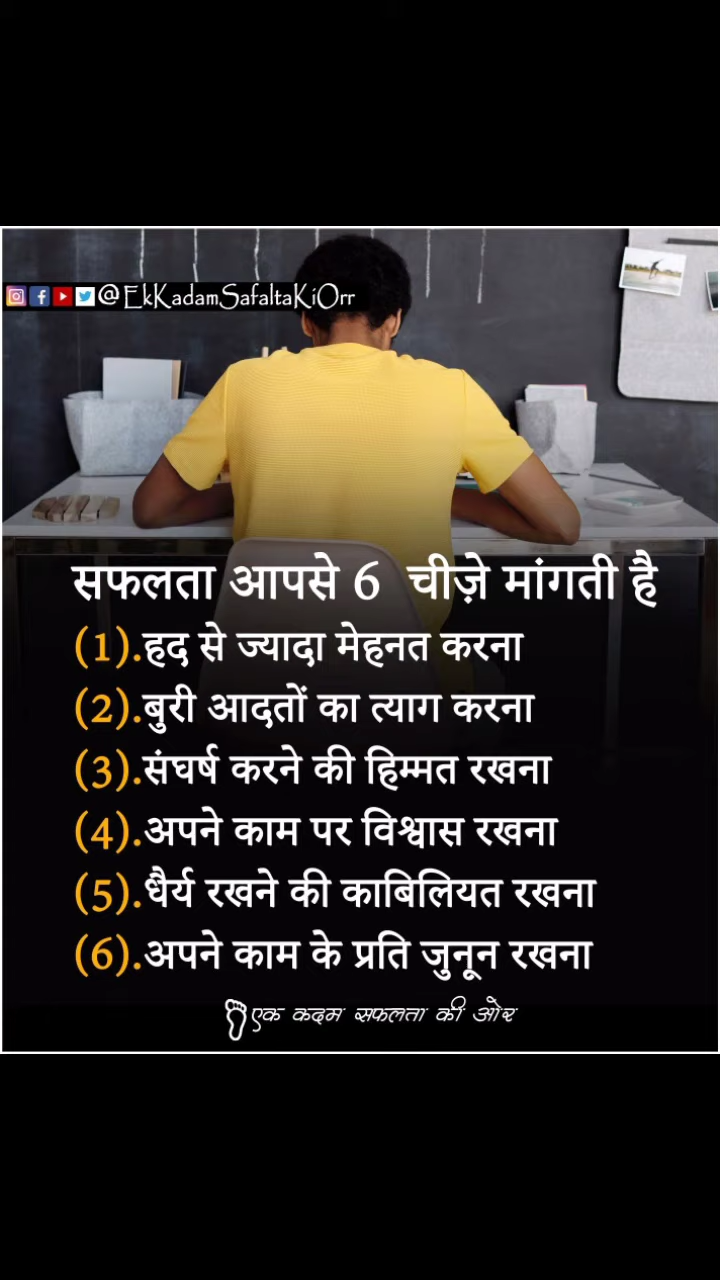 @EkKadamSafaltaKiOrr
सफलता आपसे 6 चीज़े मांगती है
(1).हद से ज्यादा मेहनत करना
(2).बुरी आदतों का त्याग करना
(3).संघर्ष करने की हिम्मत रखना
(4).अपने काम पर विश्वास रखना
(5).धैर्य रखने की काबिलियत रखना
(6).अपने काम के प्रति जुनून रखना
एक कदम सफलता की ओर